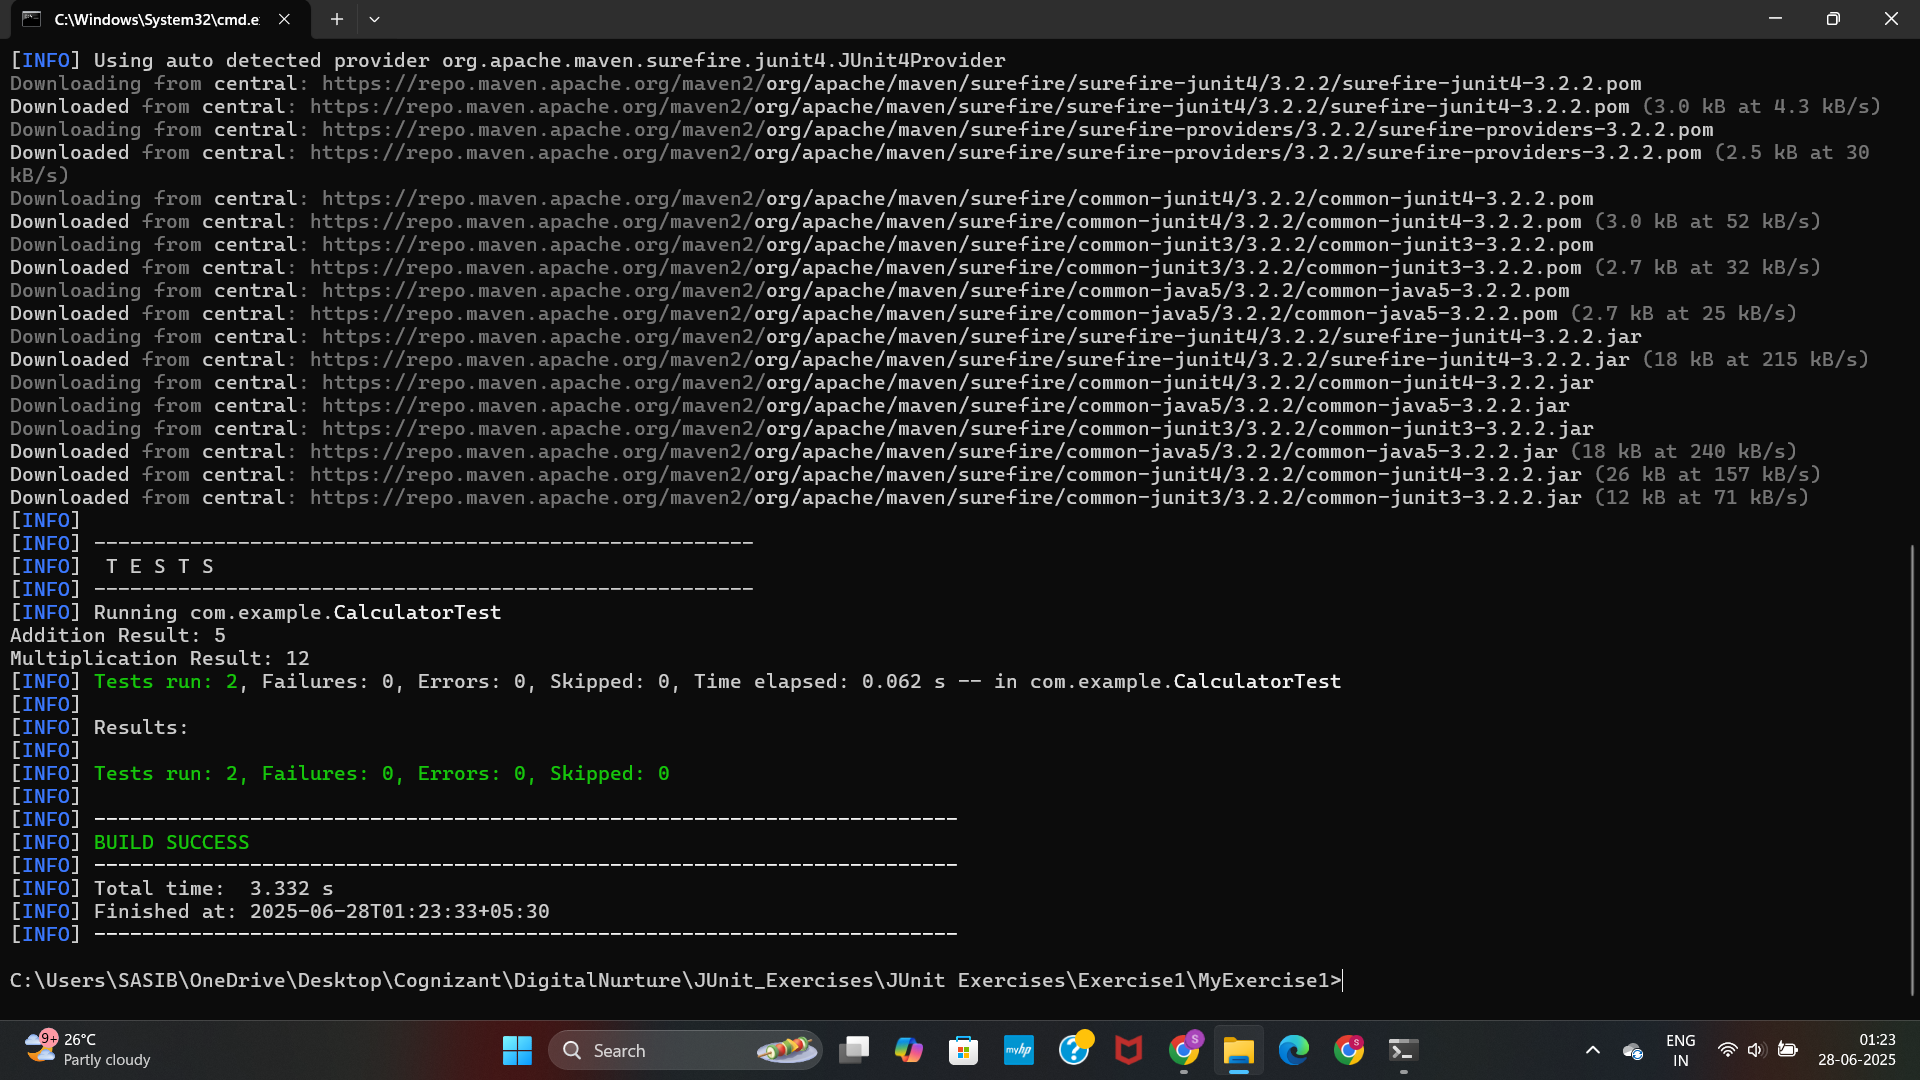 C:\Windows\System32\cmd.e
[INFO] Using auto detected provider org.apache.maven.surefire.junit4.JUnit4Provider
Downloading from central: https://repo.maven.apache.org/maven2/org/apache/maven/surefire/surefire-junit4/3.2.2/surefire-junit4-3.2.2.pom
Downloaded from central: https://repo.maven.apache.org/maven2/org/apache/maven/surefire/surefire-junit4/3.2.2/surefire-junit4-3.2.2.pom (3.0 kB at 4.3 kB/s)
Downloading from central: https://repo.maven.apache.org/maven2/org/apache/maven/surefire/surefire-providers/3.2.2/surefire-providers-3.2.2.pom
Downloaded from central: https://repo.maven.apache.org/maven2/org/apache/maven/surefire/surefire-providers/3.2.2/surefire-providers-3.2.2.pom (2.5 kB at 30
kB/s)
Downloading from central: https://repo.maven.apache.org/maven2/org/apache/maven/surefire/common-junit4/3.2.2/common-junit4-3.2.2.pom
Downloaded from central: https://repo.maven.apache.org/maven2/org/apache/maven/surefire/common-junit4/3.2.2/common-junit4-3.2.2.pom (3.0 kB at 52 kB/s)
Downloading from central: https://repo.maven.apache.org/maven2/org/apache/maven/surefire/common-junit3/3.2.2/common-junit3-3.2.2.pom
Downloaded from central: https://repo.maven.apache.org/maven2/org/apache/maven/surefire/common-junit3/3.2.2/common-junit3-3.2.2.pom (2.7 kB at 32 kB/s)
Downloading from central: https://repo.maven.apache.org/maven2/org/apache/maven/surefire/common-java5/3.2.2/common-java5-3.2.2.pom
Downloaded from central: https://repo.maven.apache.org/maven2/org/apache/maven/surefire/common-java5/3.2.2/common-java5-3.2.2.pom (2.7 kB at 25 kB/s)
Downloading from central: https://repo.maven.apache.org/maven2/org/apache/maven/surefire/surefire-junit4/3.2.2/surefire-junit4-3.2.2.jar
Downloaded from central: https://repo.maven.apache.org/maven2/org/apache/maven/surefire/surefire-junit4/3.2.2/surefire-junit4-3.2.2.jar (18 kB at 215 kB/s)
Downloading from central: https://repo.maven.apache.org/maven2/org/apache/maven/surefire/common-junit4/3.2.2/common-junit4-3.2.2.jar
Downloading from central: https://repo.maven.apache.org/maven2/org/apache/maven/surefire/common-java5/3.2.2/common-java5-3.2.2.jar
Downloading from central: https://repo.maven.apache.org/maven2/org/apache/maven/surefire/common-junit3/3.2.2/common-junit3-3.2.2.jar
Downloaded from central: https://repo.maven.apache.org/maven2/org/apache/maven/surefire/common-java5/3.2.2/common-java5-3.2.2.jar (18 kB at 240 kB/s)
Downloaded from central: https://repo.maven.apache.org/maven2/org/apache/maven/surefire/common-junit4/3.2.2/common-junit4-3.2.2.jar (26 kB at 157 kB/s)
Downloaded from central: https://repo.maven.apache.org/maven2/org/apache/maven/surefire/common-junit3/3.2.2/common-junit3-3.2.2.jar (12 kB at 71 kB/s)
[INFO]
[INFO] -------------------------------------------------------
[INFO]  T E S T S
[INFO] -------------------------------------------------------
[INFO] Running com.example.CalculatorTest
Addition Result: 5
Multiplication Result: 12
[INFO] Tests run: 2, Failures: 0, Errors: 0, Skipped: 0, Time elapsed: 0.062 s -- in com.example.CalculatorTest
[INFO]
[INFO] Results:
[INFO]
[INFO] Tests run: 2, Failures: 0, Errors: 0, Skipped: 0
[INFO]
[INFO] ------------------------------------------------------------------------
[INFO] BUILD SUCCESS
[INFO] ------------------------------------------------------------------------
[INFO] Total time:  3.332 s
[INFO] Finished at: 2025-06-28T01:23:33+05:30
[INFO] ------------------------------------------------------------------------
C:\Users\SASIB\OneDrive\Desktop\Cognizant\DigitalNurture\JUnit_Exercises\JUnit Exercises\Exercise1\MyExercise1>
9+
26°C
Partly cloudy
Search
myhp
S
S
ENG
IN
01:23
28-06-2025